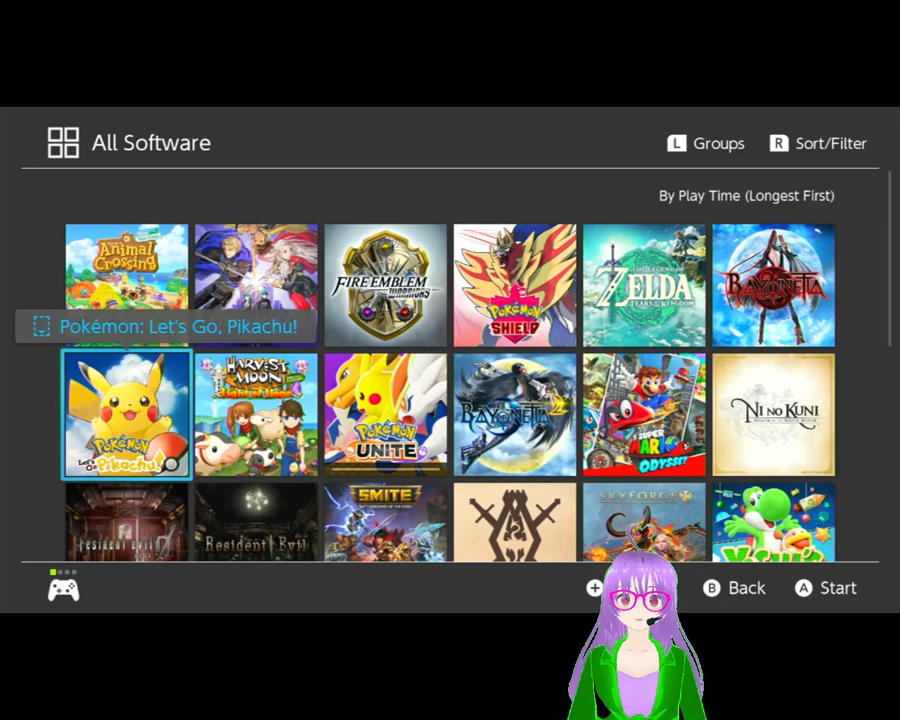 All Software
L Groups
R Sort/Filter
By Play Time (Longest First)
Animal Crossing
FIRE EMBLEM WARRIORS
Pokémon SHIELD
THE LEGEND OF ZELDA TEARS OF THE KINGDOM
BAYONETTA
Pokémon: Let's Go, Pikachu!
Pokémon Let's Go Pikachu!
HARVEST MOON Light of Hope
Pokémon UNITE
BAYONETTA 2
SUPER MARIO ODYSSEY
NI NO KUNI
resident evil 0
Resident Evil
SMITE
SKYFORGE
YOSHI'S
+
B Back
A Start